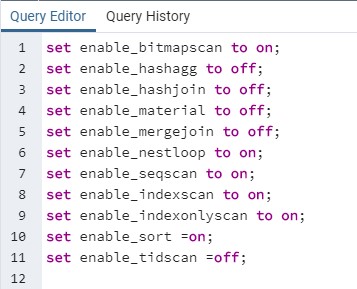 Query Editor Query History
1 set enable_bitmapscan to on;
2 set enable_hashagg to off;
3 set enable_hashjoin to off;
4 set enable_material to off;
5 set enable_mergejoin to off;
6 set enable_nestloop to on;
7 set enable_seqscan to on;
8 set enable_indexscan to on;
9 set enable_indexonlyscan to on;
10 set enable_sort =on;
11 set enable_tidscan =off;
12